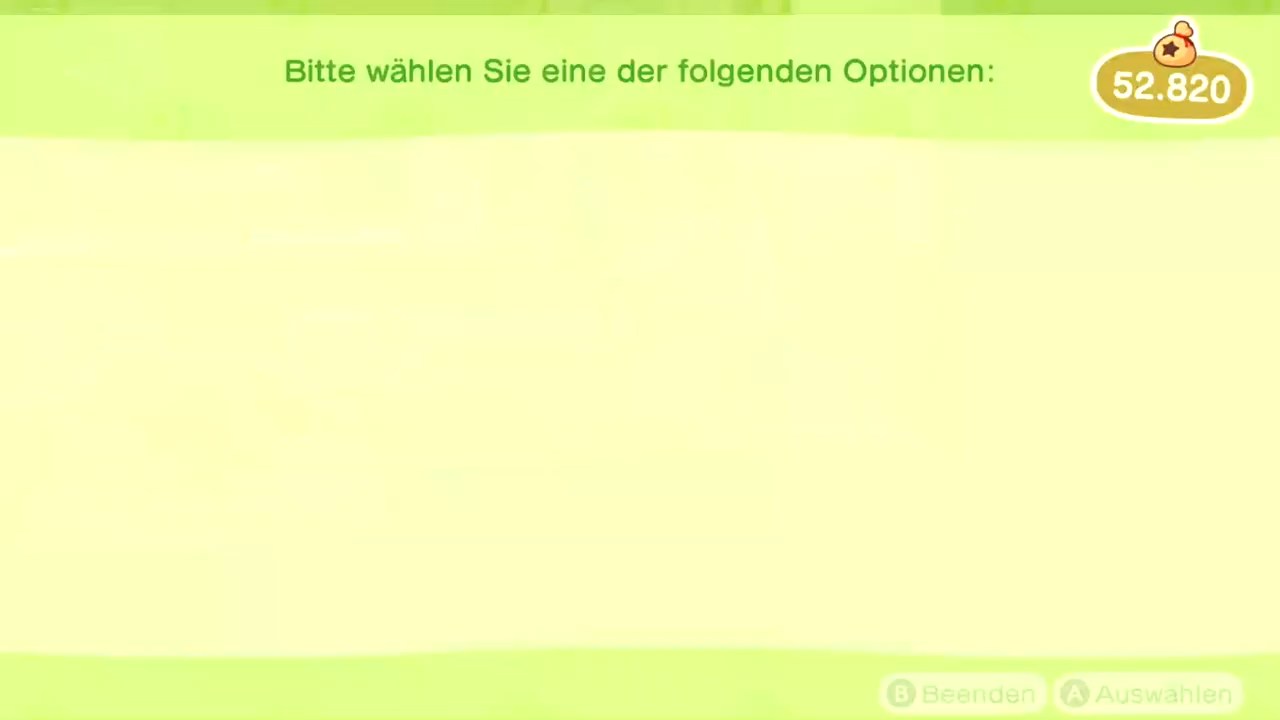 Bitte wählen Sie eine der folgenden Optionen:
52.820
B Beenden A Auswählen